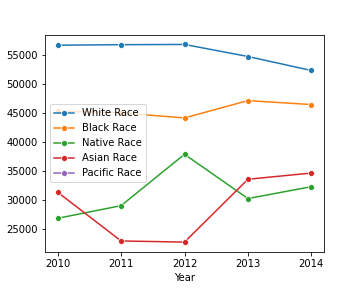 55000
50000
45000
40000
35000
30000
25000
White Race
Black Race
Native Race
Asian Race
Pacific Race
2010 2011 2012 2013 2014
Year